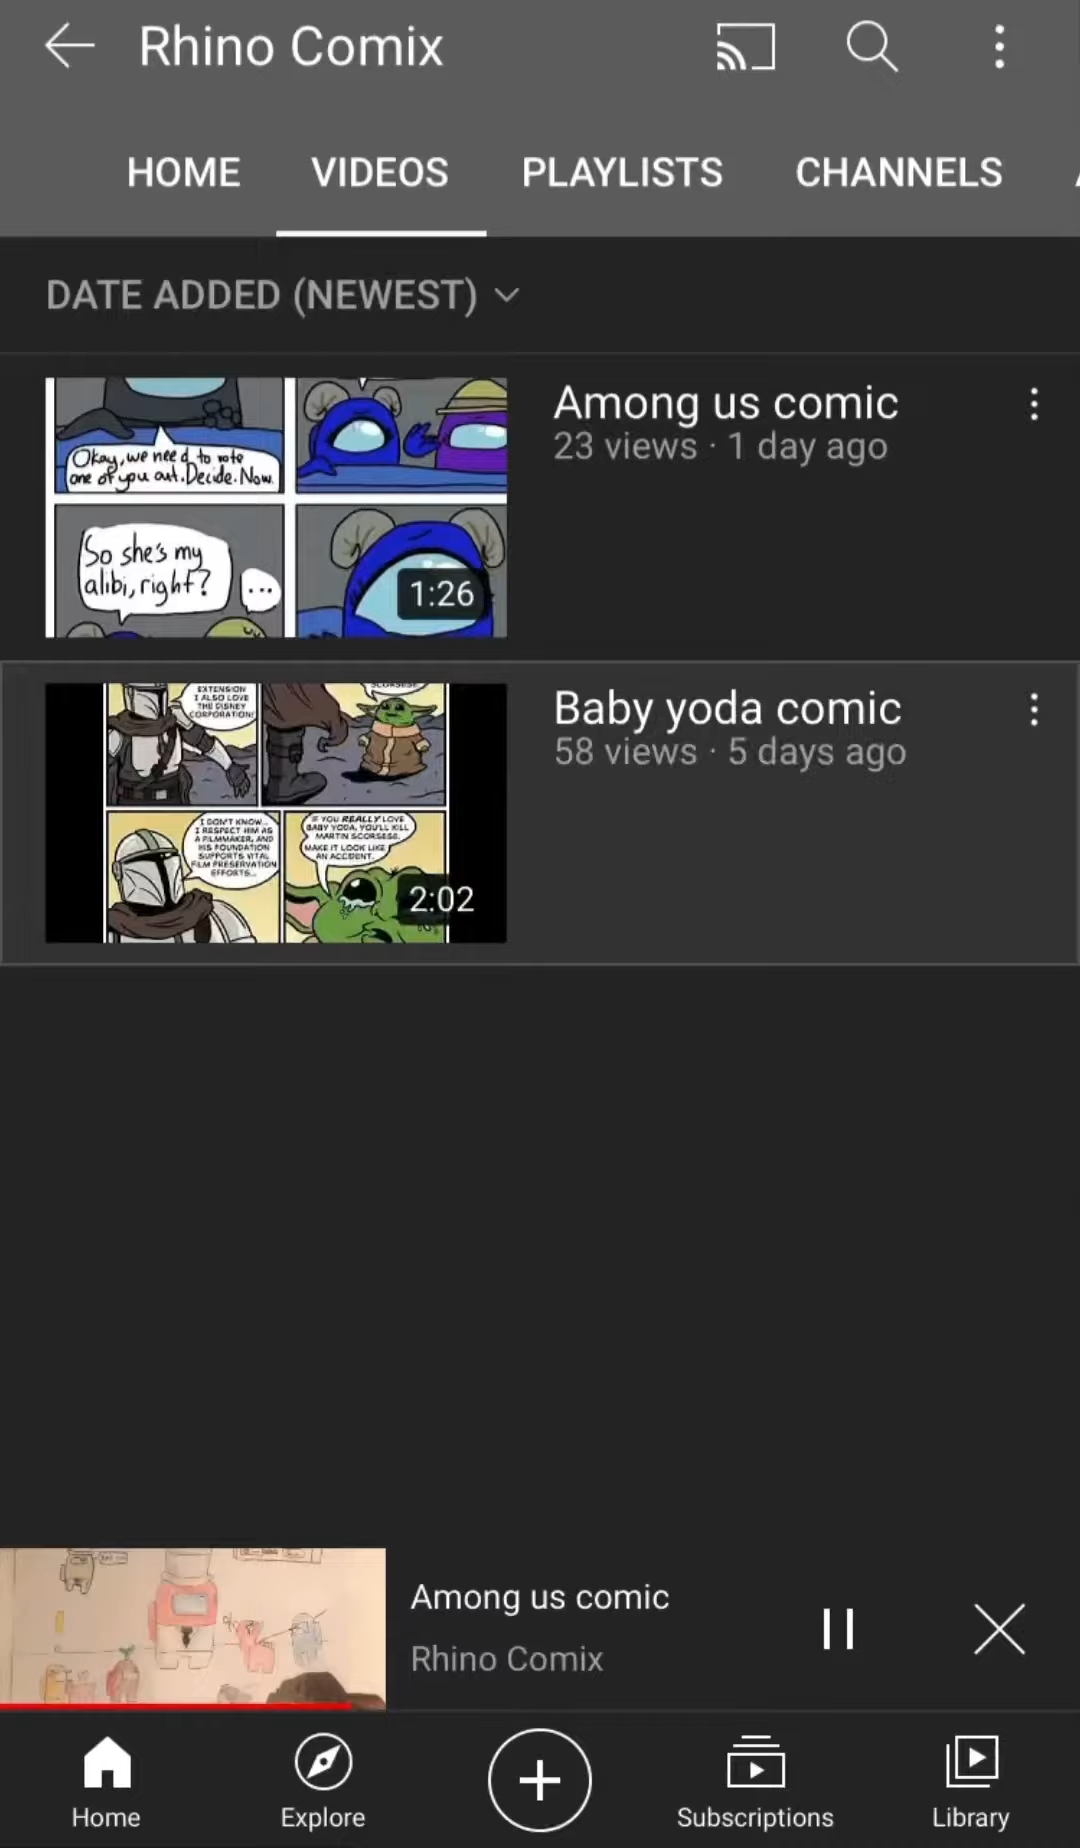 Rhino Comix
HOME VIDEOS PLAYLISTS CHANNELS
DATE ADDED (NEWEST)
Okay, we need to vote
one of you out. Decide. Now.
So she's my
alibi, right?
...
1:26
Among us comic
23 views · 1 day ago
EXTENSION
I ALSO LOVE
THE DISNEY
CORPORATION!
SCORSESE.
I DON'T KNOW...
I RESPECT HIM AS
A FILMMAKER, AND
HIS FOUNDATION
SUPPORTS VITAL
FILM PRESERVATION
EFFORTS...
IF YOU REALLY LOVE
BABY YODA, YOU'LL KILL
MARTIN SCORSESE.
MAKE IT LOOK LIKE
AN ACCIDENT.
2:02
Baby yoda comic
58 views · 5 days ago
Among us comic
Rhino Comix
Home
Explore
Subscriptions
Library